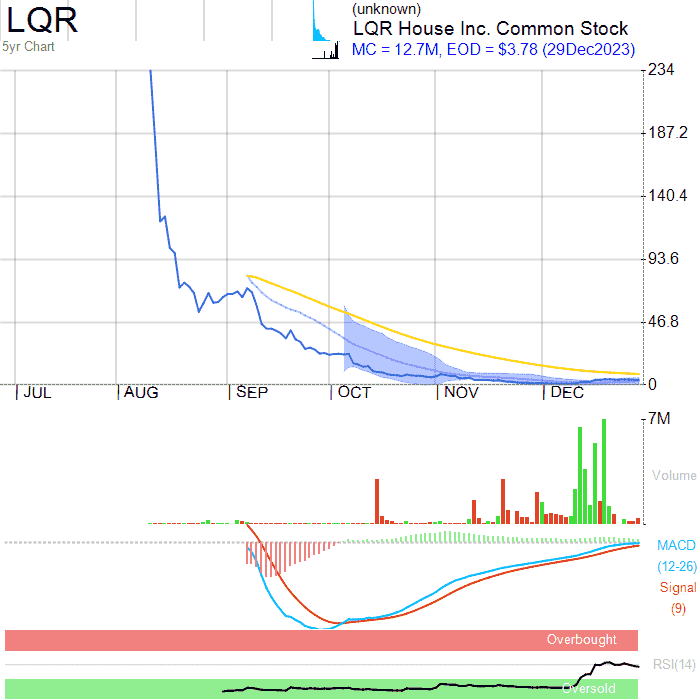 LQR
5yr Chart
(unknown)
LQR House Inc. Common Stock
MC = 12.7M, EOD = $3.78 (29Dec2023)
234
187.2
140.4
93.6
46.8
0
JUL AUG SEP OCT NOV DEC
7M
Volume
MACD
(12-26)
Signal
(9)
Overbought
RSI(14)
Oversold